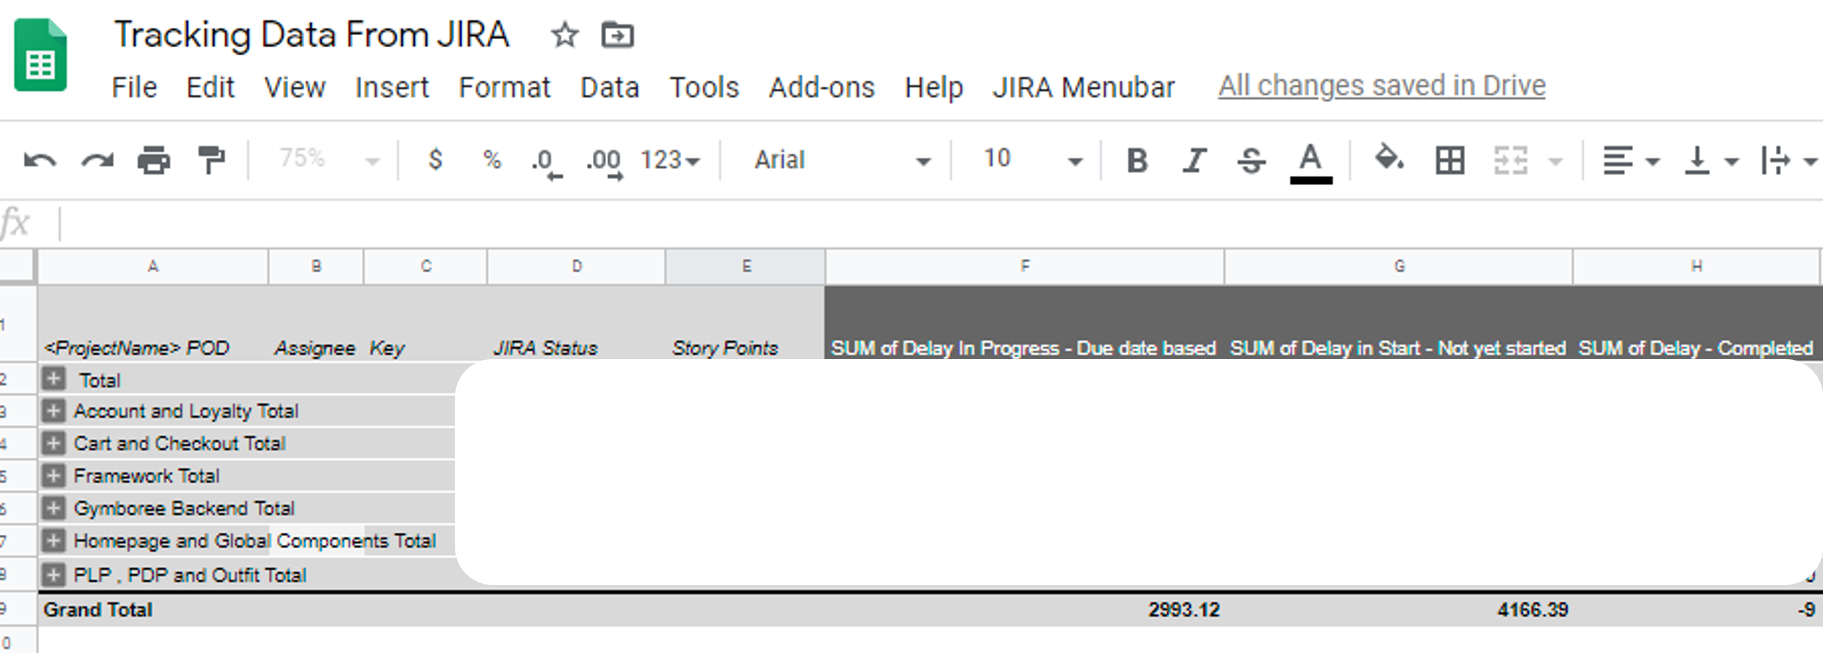 Tracking Data From JIRA
File Edit View Insert Format Data Tools Add-ons Help JIRA Menubar All changes saved in Drive
75% $ % .0 .00 123 Arial 10 B I S A
fx
A B C D E F G H
1 <ProjectName> POD Assignee Key JIRA Status Story Points SUM of Delay In Progress - Due date based SUM of Delay in Start - Not yet started SUM of Delay - Completed
2 + Total
3 + Account and Loyalty Total
4 + Cart and Checkout Total
5 + Framework Total
6 + Gymboree Backend Total
7 + Homepage and Global Components Total
8 + PLP , PDP and Outfit Total
9 Grand Total 2993.12 4166.39 -9
0